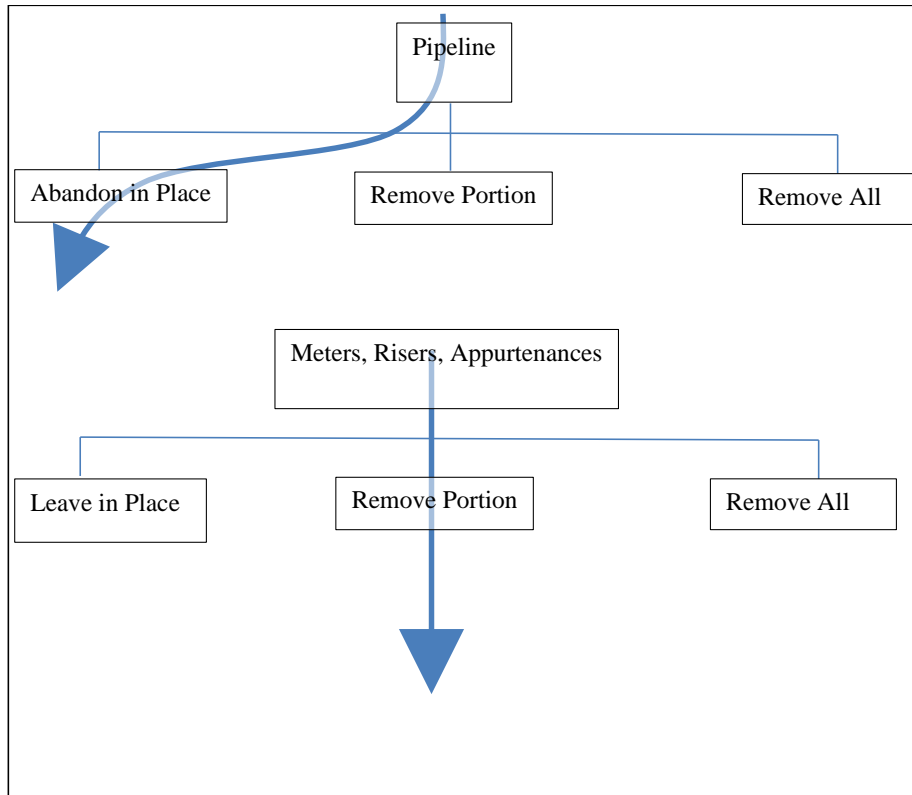 Pipeline
Abandon in Place
Remove Portion
Remove All
Meters, Risers, Appurtenances
Leave in Place
Remove Portion
Remove All